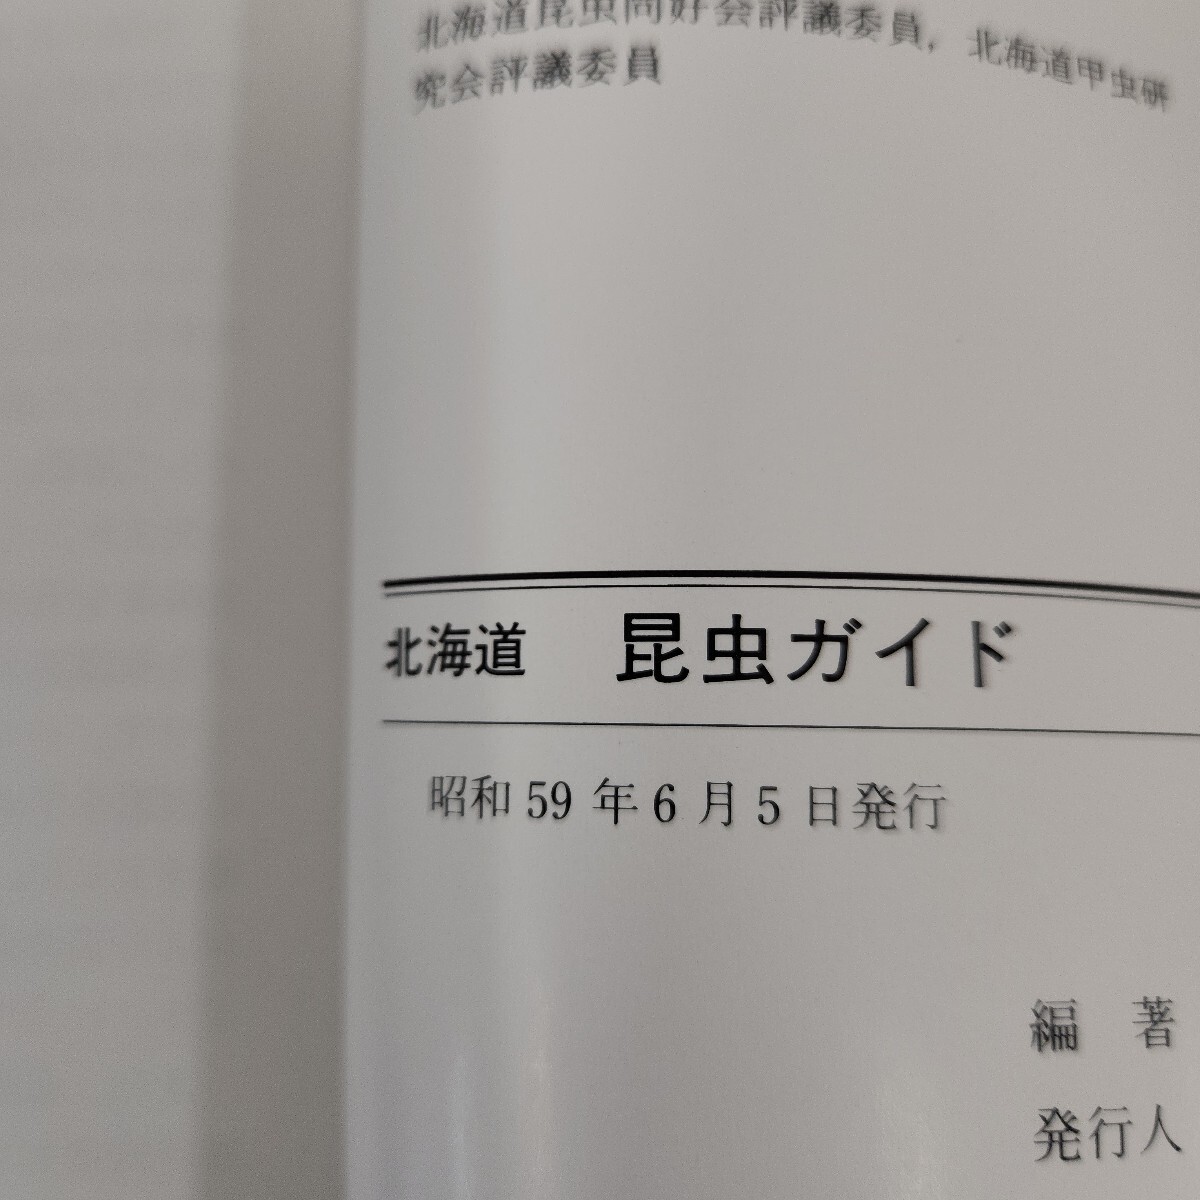 北海道昆虫同好会評議委員，北海道甲虫研
究会評議委員
北海道　昆虫ガイド
昭和 59 年 6 月 5 日発行
編　著
発行人